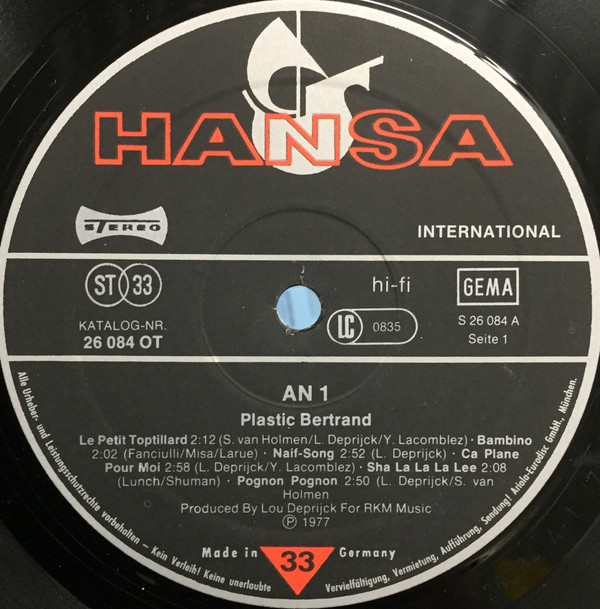 HANSA
STEREO
INTERNATIONAL
ST 33
hi-fi
GEMA
KATALOG-NR.
26 084 OT
LC 0835
S 26 084 A
Seite 1
AN 1
Plastic Bertrand
Le Petit Toptillard 2:12 (S. van Holmen/L. Deprijck/Y. Lacomblez) · Bambino
2:02 (Fanciulli/Misa/Larue) · Naif-Song 2:52 (L. Deprijck) · Ca Plane
Pour Moi 2:58 (L. Deprijck/Y. Lacomblez) · Sha La La La Lee 2:08
(Lunch/Shuman) · Pognon Pognon 2:50 (L. Deprijck/S. van
Holmen
Produced By Lou Deprijck For RKM Music
Ⓟ 1977
Made in 33 Germany
Alle Urheber- und Leistungsschutzrechte vorbehalten – Kein Verleih! Keine unerlaubte Vervielfältigung, Vermietung, Aufführung, Sendung! Ariola-Eurodisc GmbH., München.